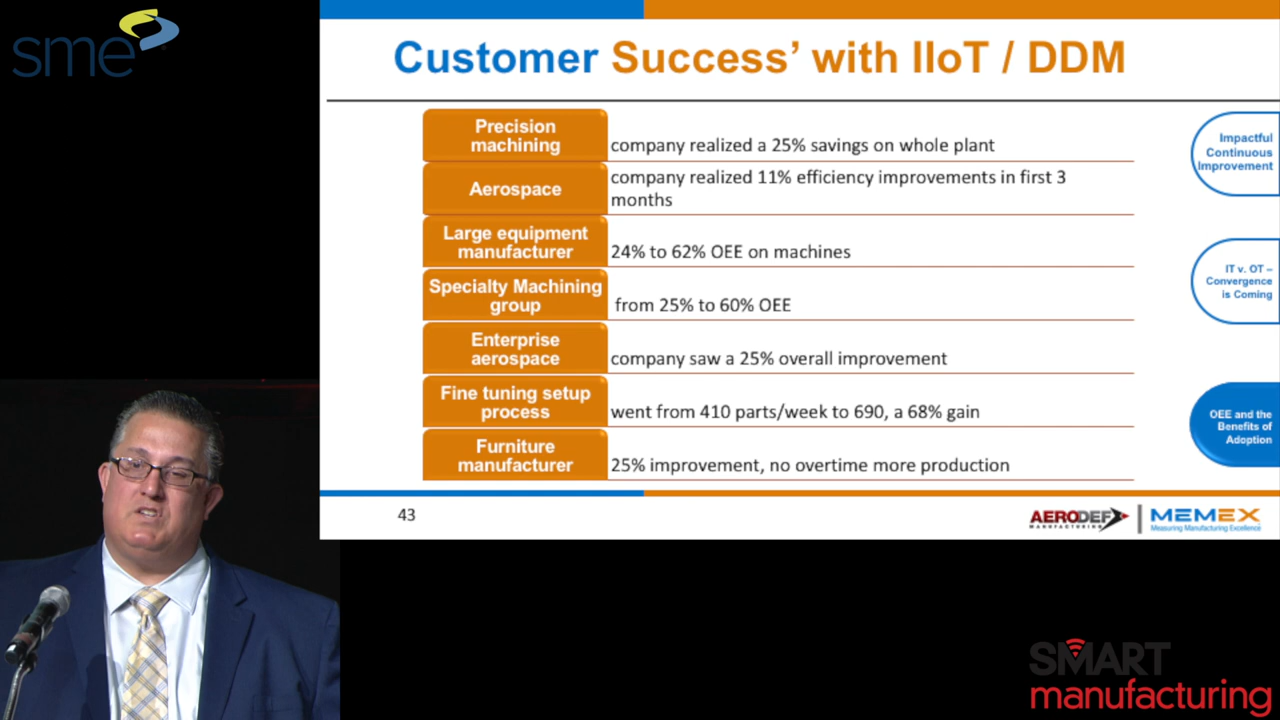 sme
Customer Success’ with IIoT / DDM
Precision
machining
company realized a 25% savings on whole plant
Aerospace
company realized 11% efficiency improvements in first 3
months
Large equipment
manufacturer
24% to 62% OEE on machines
Specialty Machining
group
from 25% to 60% OEE
Enterprise
aerospace
company saw a 25% overall improvement
Fine tuning setup
process
went from 410 parts/week to 690, a 68% gain
Furniture
manufacturer
25% improvement, no overtime more production
Impactful
Continuous
Improvement
IT v. OT –
Convergence
is Coming
OEE and the
Benefits of
Adoption
43
AERODEF
MANUFACTURING
MEMEX
Measuring Manufacturing Excellence
SMART
manufacturing